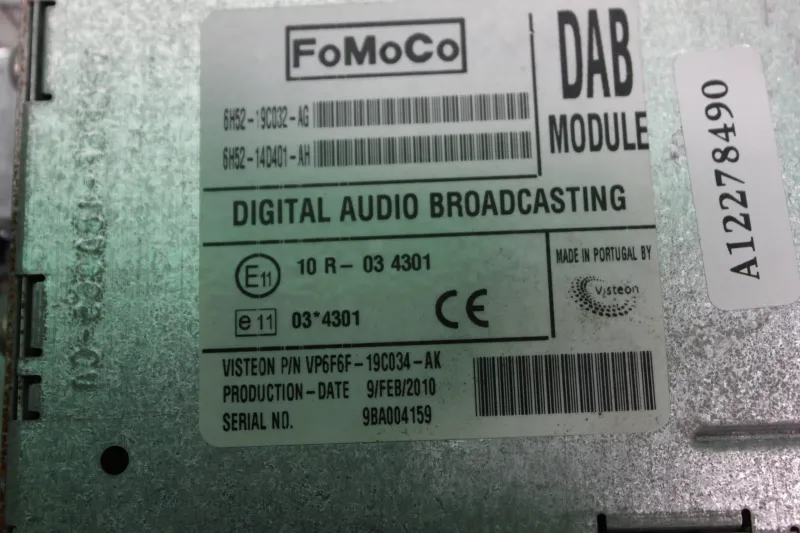 FoMoCo
DAB
MODULE
6H52-19C032-AG
6H52-14D401-AH
DIGITAL AUDIO BROADCASTING
E11 10 R-03 4301
e 11 03*4301
CE
MADE IN PORTUGAL BY
Visteon
VISTEON P/N VP6F6F-19C034-AK
PRODUCTION-DATE 9/FEB/2010
SERIAL NO. 9BA004159
A12278490